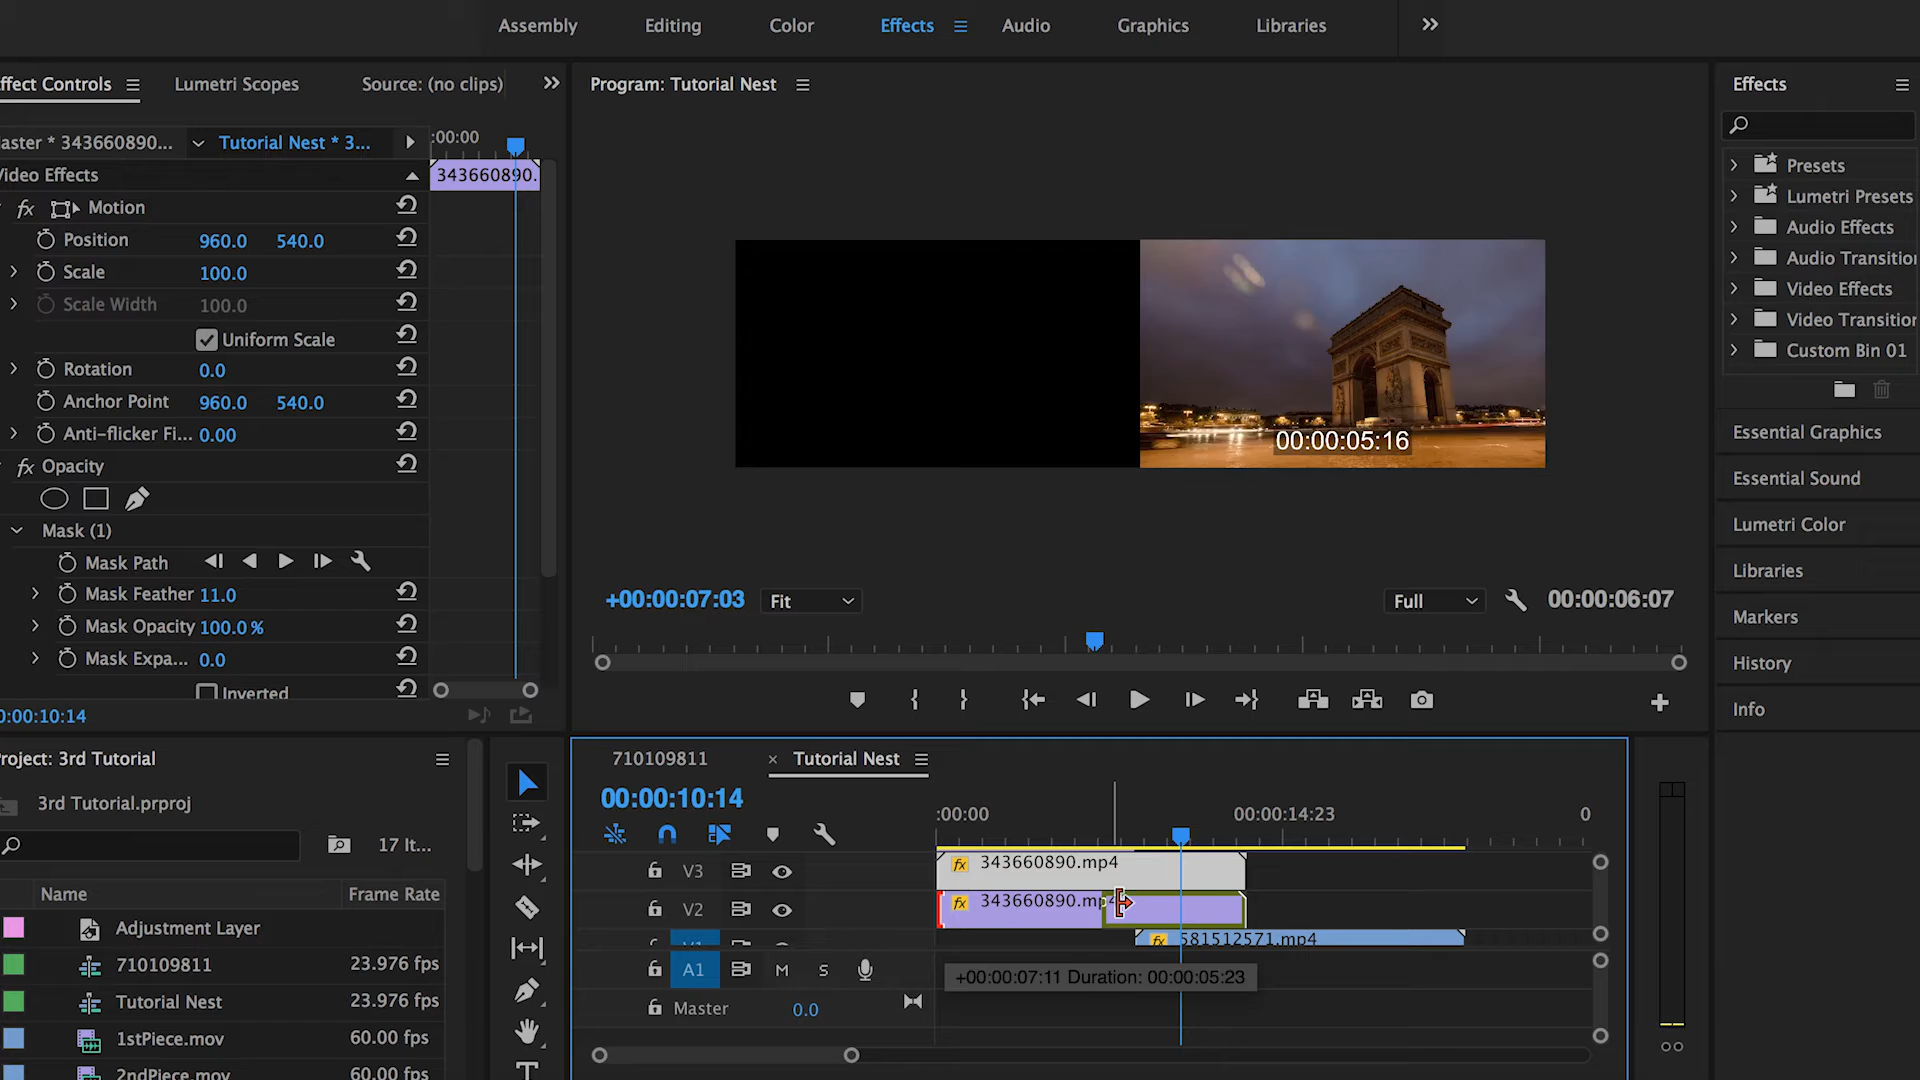 Assembly
Editing
Color
Effects
Audio
Graphics
Libraries
ffect Controls
Lumetri Scopes
Source: (no clips)
Program: Tutorial Nest
Effects
aster * 343660890...
Tutorial Nest * 3...
:00:00
ideo Effects
343660890.
fx Motion
Position 960.0 540.0
Scale 100.0
Scale Width 100.0
Uniform Scale
Rotation 0.0
Anchor Point 960.0 540.0
Anti-flicker Fi... 0.00
fx Opacity
Mask (1)
Mask Path
Mask Feather 11.0
Mask Opacity 100.0 %
Mask Expa... 0.0
Inverted
0:00:10:14
00:00:05:16
+00:00:07:03
Fit
Full
00:00:06:07
Presets
Lumetri Presets
Audio Effects
Audio Transitio
Video Effects
Video Transitio
Custom Bin 01
Essential Graphics
Essential Sound
Lumetri Color
Libraries
Markers
History
Info
roject: 3rd Tutorial
3rd Tutorial.prproj
17 It...
Name
Frame Rate
Adjustment Layer
710109811 23.976 fps
Tutorial Nest 23.976 fps
1stPiece.mov 60.00 fps
2ndPiece.mov 60.00 fps
710109811
× Tutorial Nest
00:00:10:14
:00:00
00:00:14:23
0
V3
fx 343660890.mp4
V2
fx 343660890.mp4
V1
fx 581512571.mp4
A1 M S
+00:00:07:11 Duration: 00:00:05:23
Master 0.0